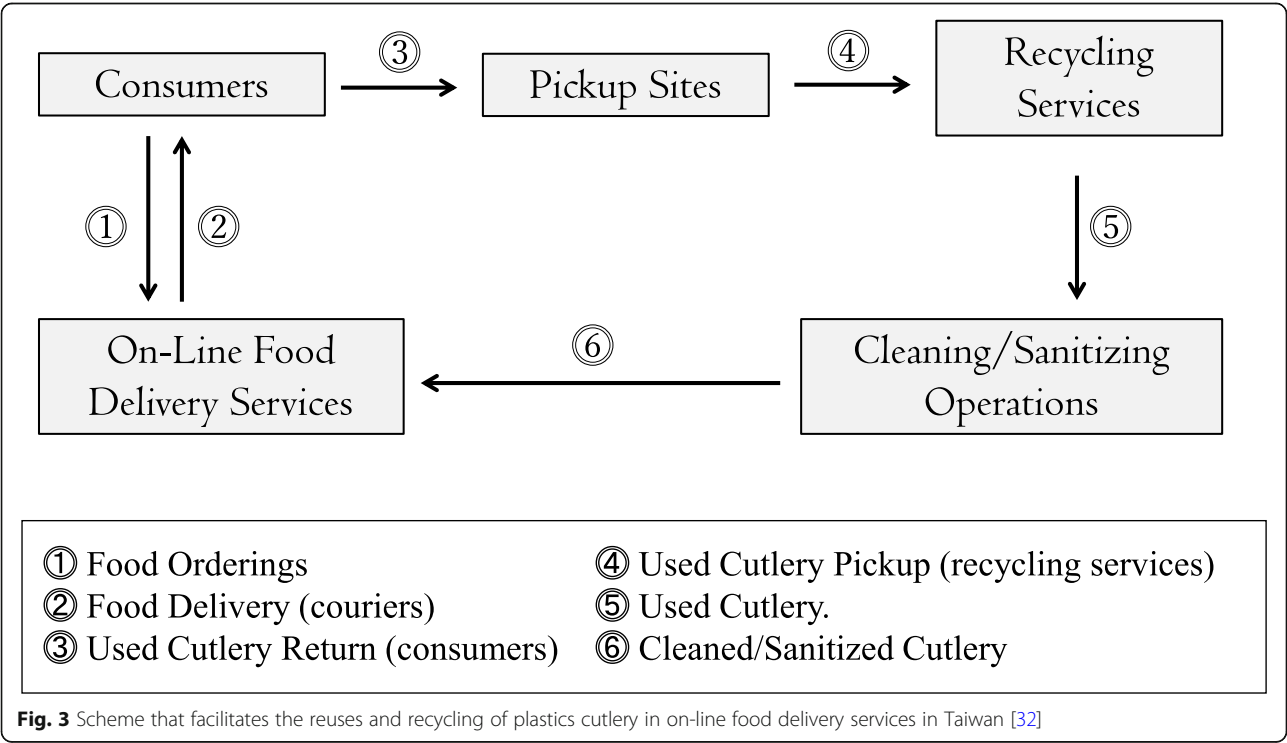 Consumers
③
Pickup Sites
④
Recycling
Services
①
②
⑤
On-Line Food
Delivery Services
⑥
Cleaning/Sanitizing
Operations
① Food Orderings
② Food Delivery (couriers)
③ Used Cutlery Return (consumers)
④ Used Cutlery Pickup (recycling services)
⑤ Used Cutlery.
⑥ Cleaned/Sanitized Cutlery
Fig. 3 Scheme that facilitates the reuses and recycling of plastics cutlery in on-line food delivery services in Taiwan [32]